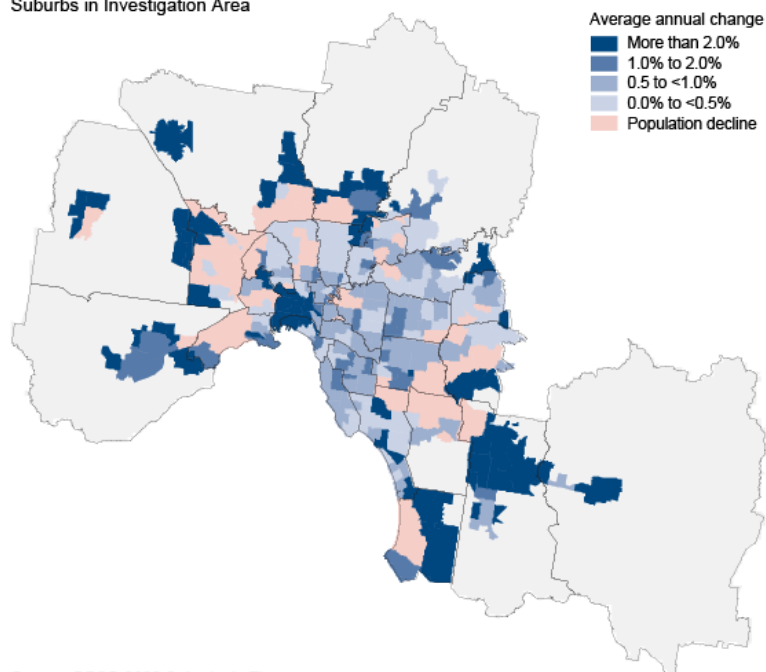 Suburbs in Investigation Area
Average annual change
More than 2.0%
1.0% to 2.0%
0.5 to <1.0%
0.0% to <0.5%
Population decline